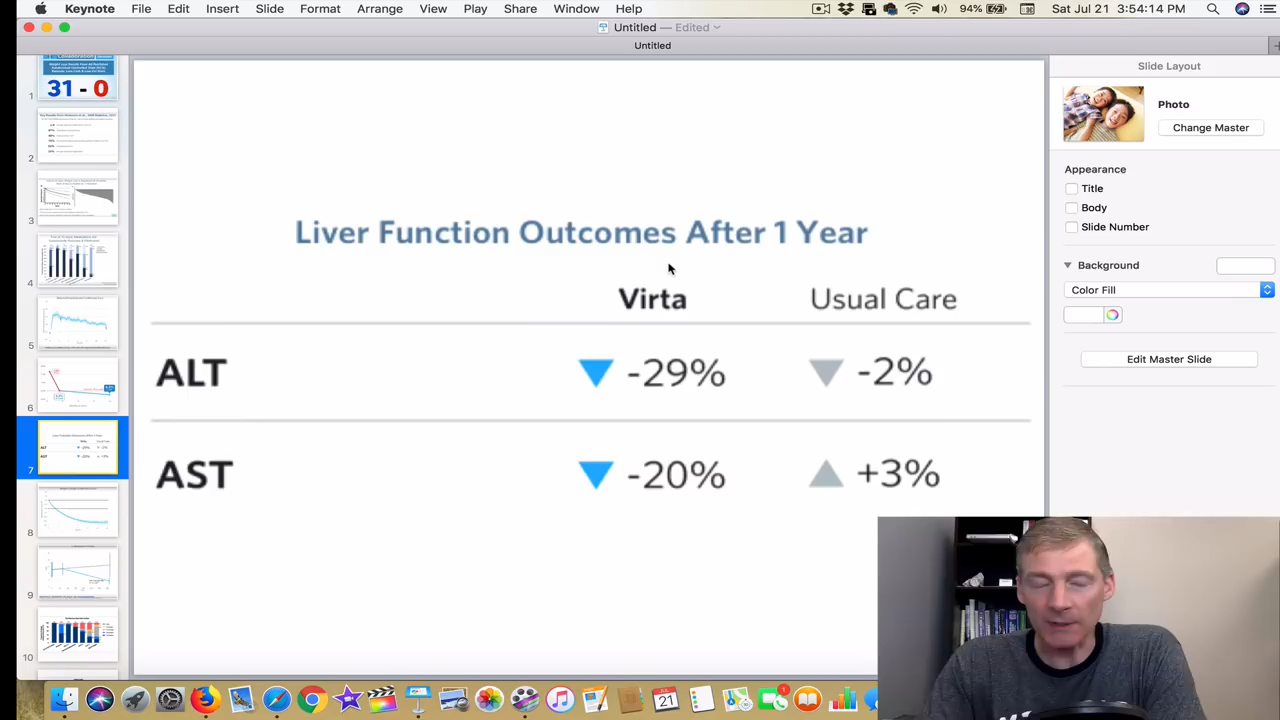 Keynote File Edit Insert Slide Format Arrange View Play Share Window Help 94% Sat Jul 21 3:54:14 PM
Untitled — Edited
Untitled
31 - 0
1
2
3
4
5
6
7
8
9
10
Liver Function Outcomes After 1 Year
Virta Usual Care
ALT -29% -2%
AST -20% +3%
Slide Layout
Photo
Change Master
Appearance
Title
Body
Slide Number
Background
Color Fill
Edit Master Slide
JUL
21
1